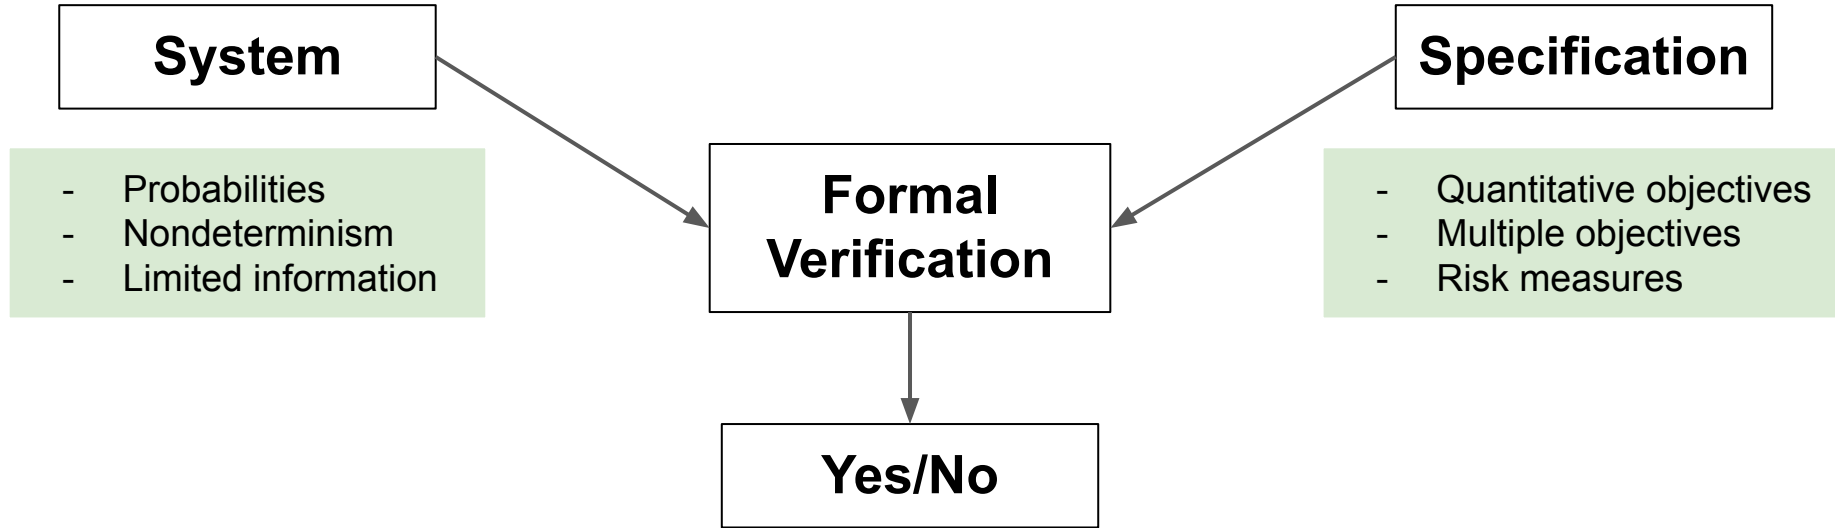 System
Specification
- Probabilities
- Nondeterminism
- Limited information
Formal
Verification
- Quantitative objectives
- Multiple objectives
- Risk measures
Yes/No